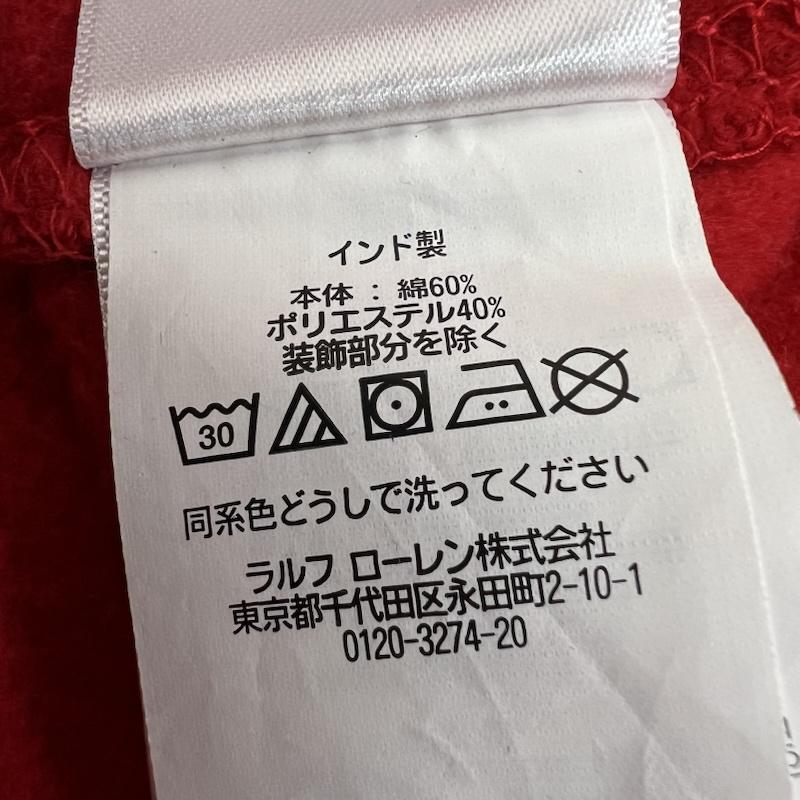 インド製
本体 : 綿60%
ポリエステル40%
装飾部分を除く
30
同系色どうしで洗ってください
ラルフ ローレン株式会社
東京都千代田区永田町2-10-1
0120-3274-20